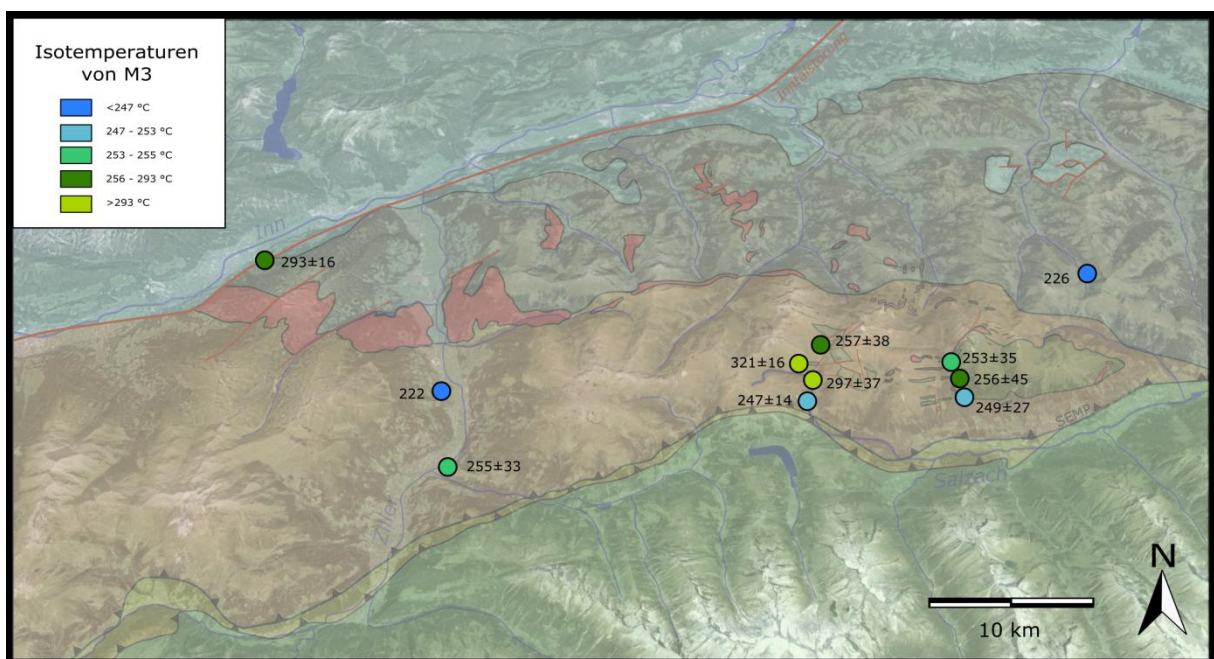 Isotemperaturen
von M3
<247 °C
247 - 253 °C
253 - 255 °C
256 - 293 °C
>293 °C
Inntalstörung
Inn
293±16
226
257±38
321±16
253±35
297±37
256±45
222
247±14
249±27
SEMP
255±33
Salzach
Ziller
N
10 km